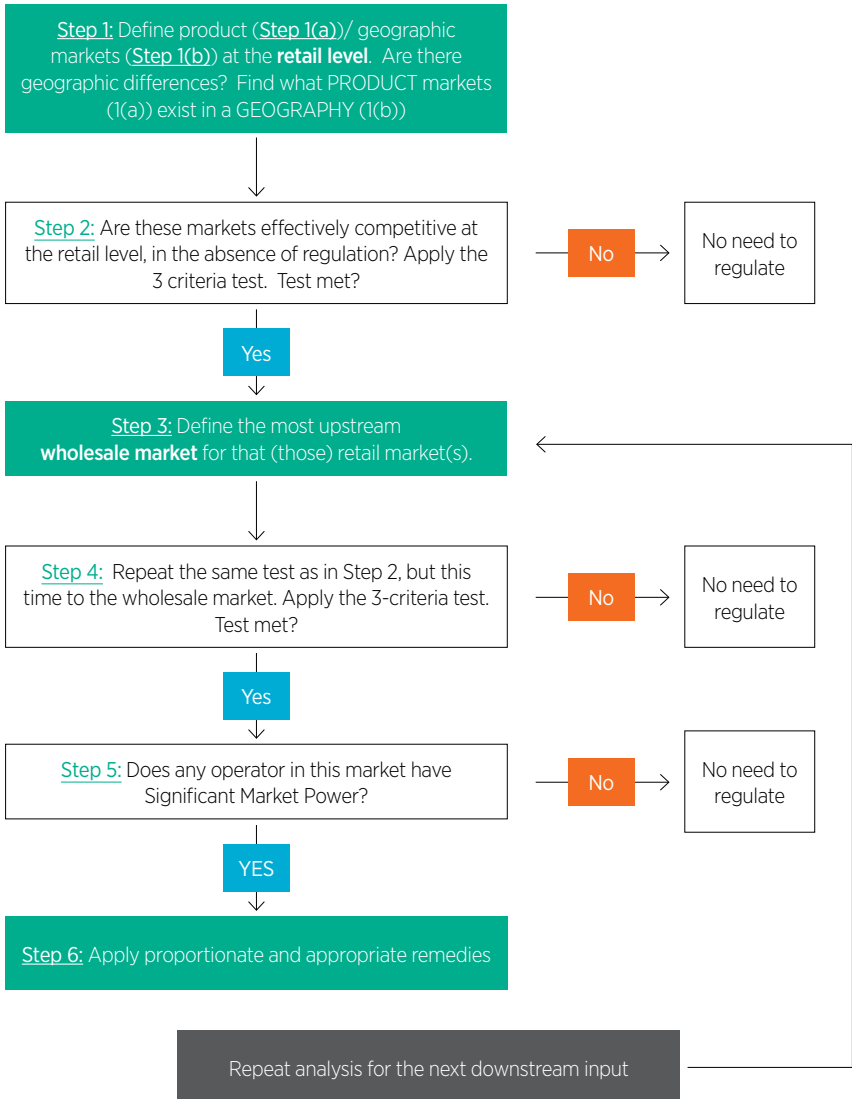 Step 1: Define product (Step 1(a))/ geographic
markets (Step 1(b)) at the retail level. Are there
geographic differences? Find what PRODUCT markets
(1(a)) exist in a GEOGRAPHY (1(b))
Step 2: Are these markets effectively competitive at
the retail level, in the absence of regulation? Apply the
3 criteria test. Test met?
No
No need to
regulate
Yes
Step 3: Define the most upstream
wholesale market for that (those) retail market(s).
Step 4: Repeat the same test as in Step 2, but this
time to the wholesale market. Apply the 3-criteria test.
Test met?
No
No need to
regulate
Yes
Step 5: Does any operator in this market have
Significant Market Power?
No
No need to
regulate
YES
Step 6: Apply proportionate and appropriate remedies
Repeat analysis for the next downstream input